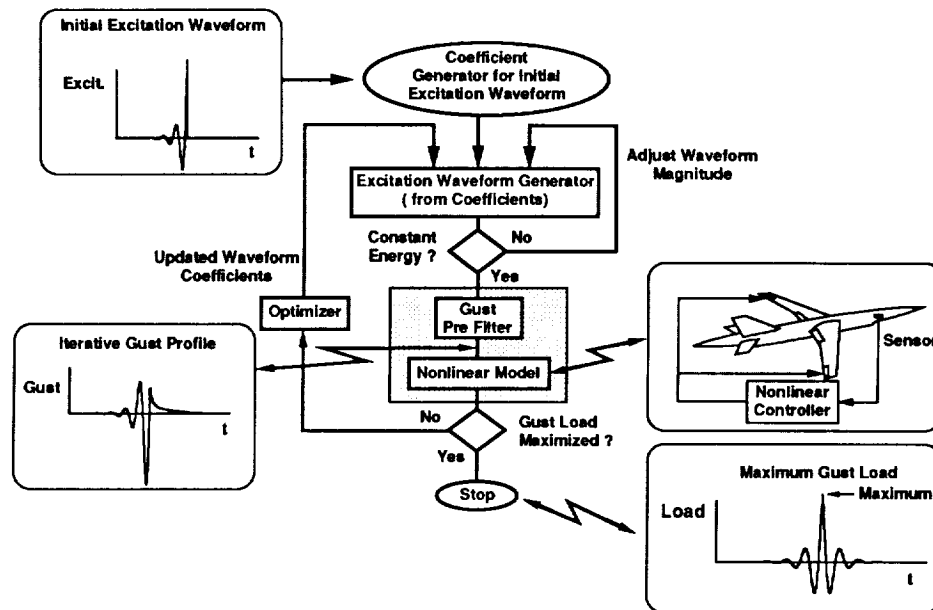 Initial Excitation Waveform
Excit.
t
Coefficient
Generator for Initial
Excitation Waveform
Adjust Waveform
Magnitude
Excitation Waveform Generator
( from Coefficients)
Constant
Energy ?
No
Yes
Updated Waveform
Coefficients
Optimizer
Gust
Pre Filter
Nonlinear Model
Iterative Gust Profile
Gust
t
Sensor
Nonlinear
Controller
No
Gust Load
Maximized ?
Yes
Stop
Maximum Gust Load
Maximum
Load
t